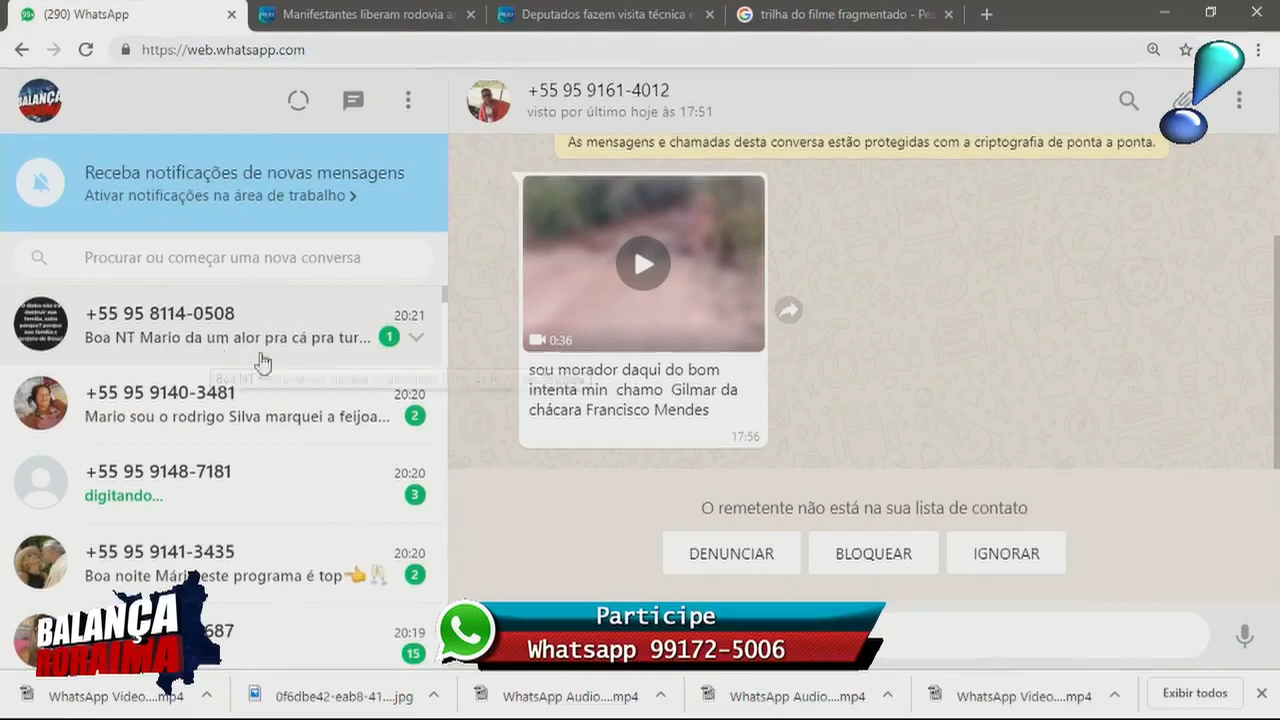 (290) WhatsApp
Manifestantes liberam rodovia a
Deputados fazem visita técnica e
trilha do filme fragmentado - Pes
https://web.whatsapp.com
BALANÇA
RORAIMA
+55 95 9161-4012
visto por último hoje às 17:51
Receba notificações de novas mensagens
Ativar notificações na área de trabalho >
Procurar ou começar uma nova conversa
+55 95 8114-0508
20:21
Boa NT Mario da um alor pra cá pra tur...
1
+55 95 9140-3481
20:20
Mario sou o rodrigo Silva marquei a feijoa...
2
+55 95 9148-7181
20:20
digitando...
3
+55 95 9141-3435
20:20
Boa noite Mári este programa é top👈🥂
2
687
20:19
15
As mensagens e chamadas desta conversa estão protegidas com a criptografia de ponta a ponta.
0:36
sou morador daqui do bom
intenta min chamo Gilmar da
chácara Francisco Mendes
17:56
O remetente não está na sua lista de contato
DENUNCIAR
BLOQUEAR
IGNORAR
BALANÇA
RORAIMA
Participe
Whatsapp 99172-5006
WhatsApp Video....mp4
0f6dbe42-eab8-41....jpg
WhatsApp Audio....mp4
WhatsApp Audio....mp4
WhatsApp Video....mp4
Exibir todos